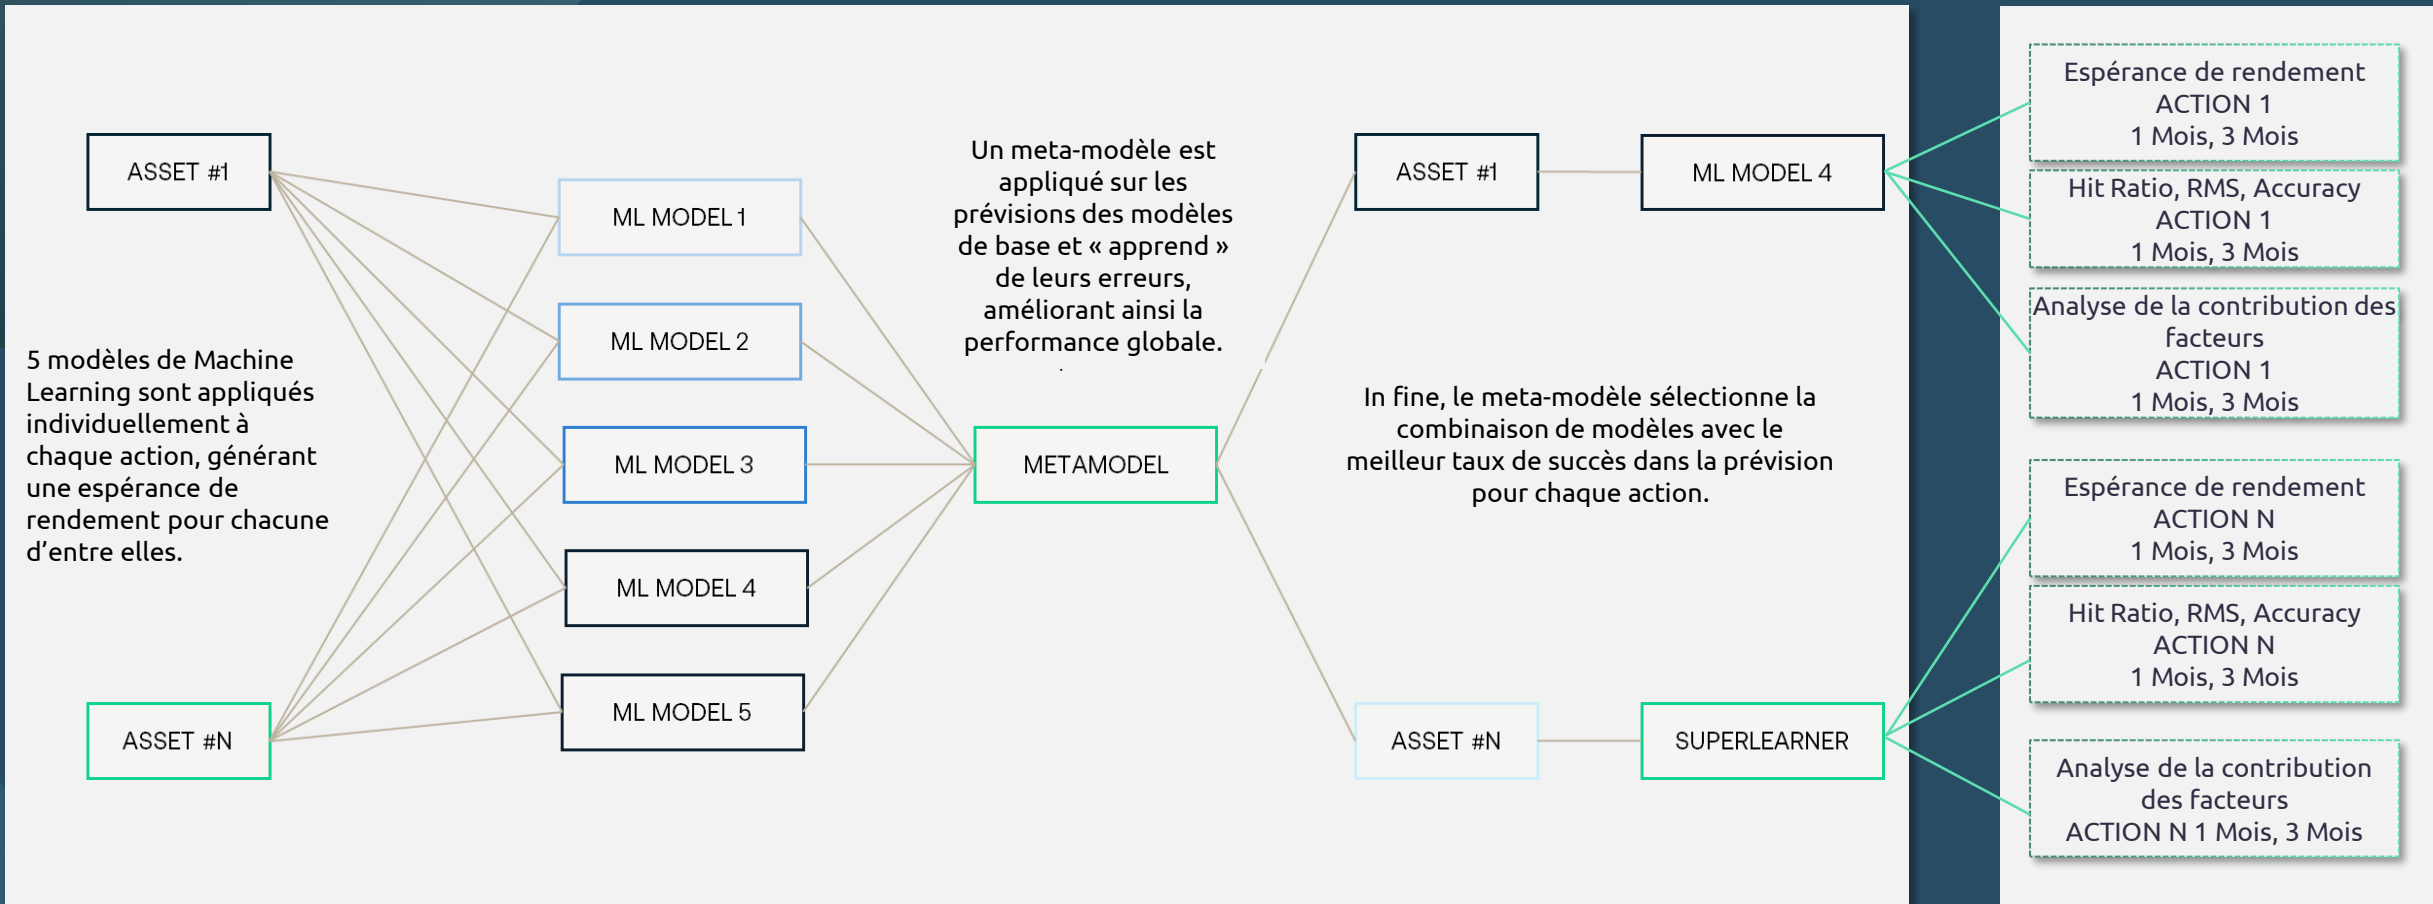 ASSET #1
5 modèles de Machine
Learning sont appliqués
individuellement à
chaque action, générant
une espérance de
rendement pour chacune
d’entre elles.
ASSET #N
ML MODEL 1
ML MODEL 2
ML MODEL 3
ML MODEL 4
ML MODEL 5
Un meta-modèle est
appliqué sur les
prévisions des modèles
de base et « apprend »
de leurs erreurs,
améliorant ainsi la
performance globale.
.
METAMODEL
ASSET #1
ML MODEL 4
In fine, le meta-modèle sélectionne la
combinaison de modèles avec le
meilleur taux de succès dans la prévision
pour chaque action.
ASSET #N
SUPERLEARNER
Espérance de rendement
ACTION 1
1 Mois, 3 Mois
Hit Ratio, RMS, Accuracy
ACTION 1
1 Mois, 3 Mois
Analyse de la contribution des
facteurs
ACTION 1
1 Mois, 3 Mois
Espérance de rendement
ACTION N
1 Mois, 3 Mois
Hit Ratio, RMS, Accuracy
ACTION N
1 Mois, 3 Mois
Analyse de la contribution
des facteurs
ACTION N 1 Mois, 3 Mois